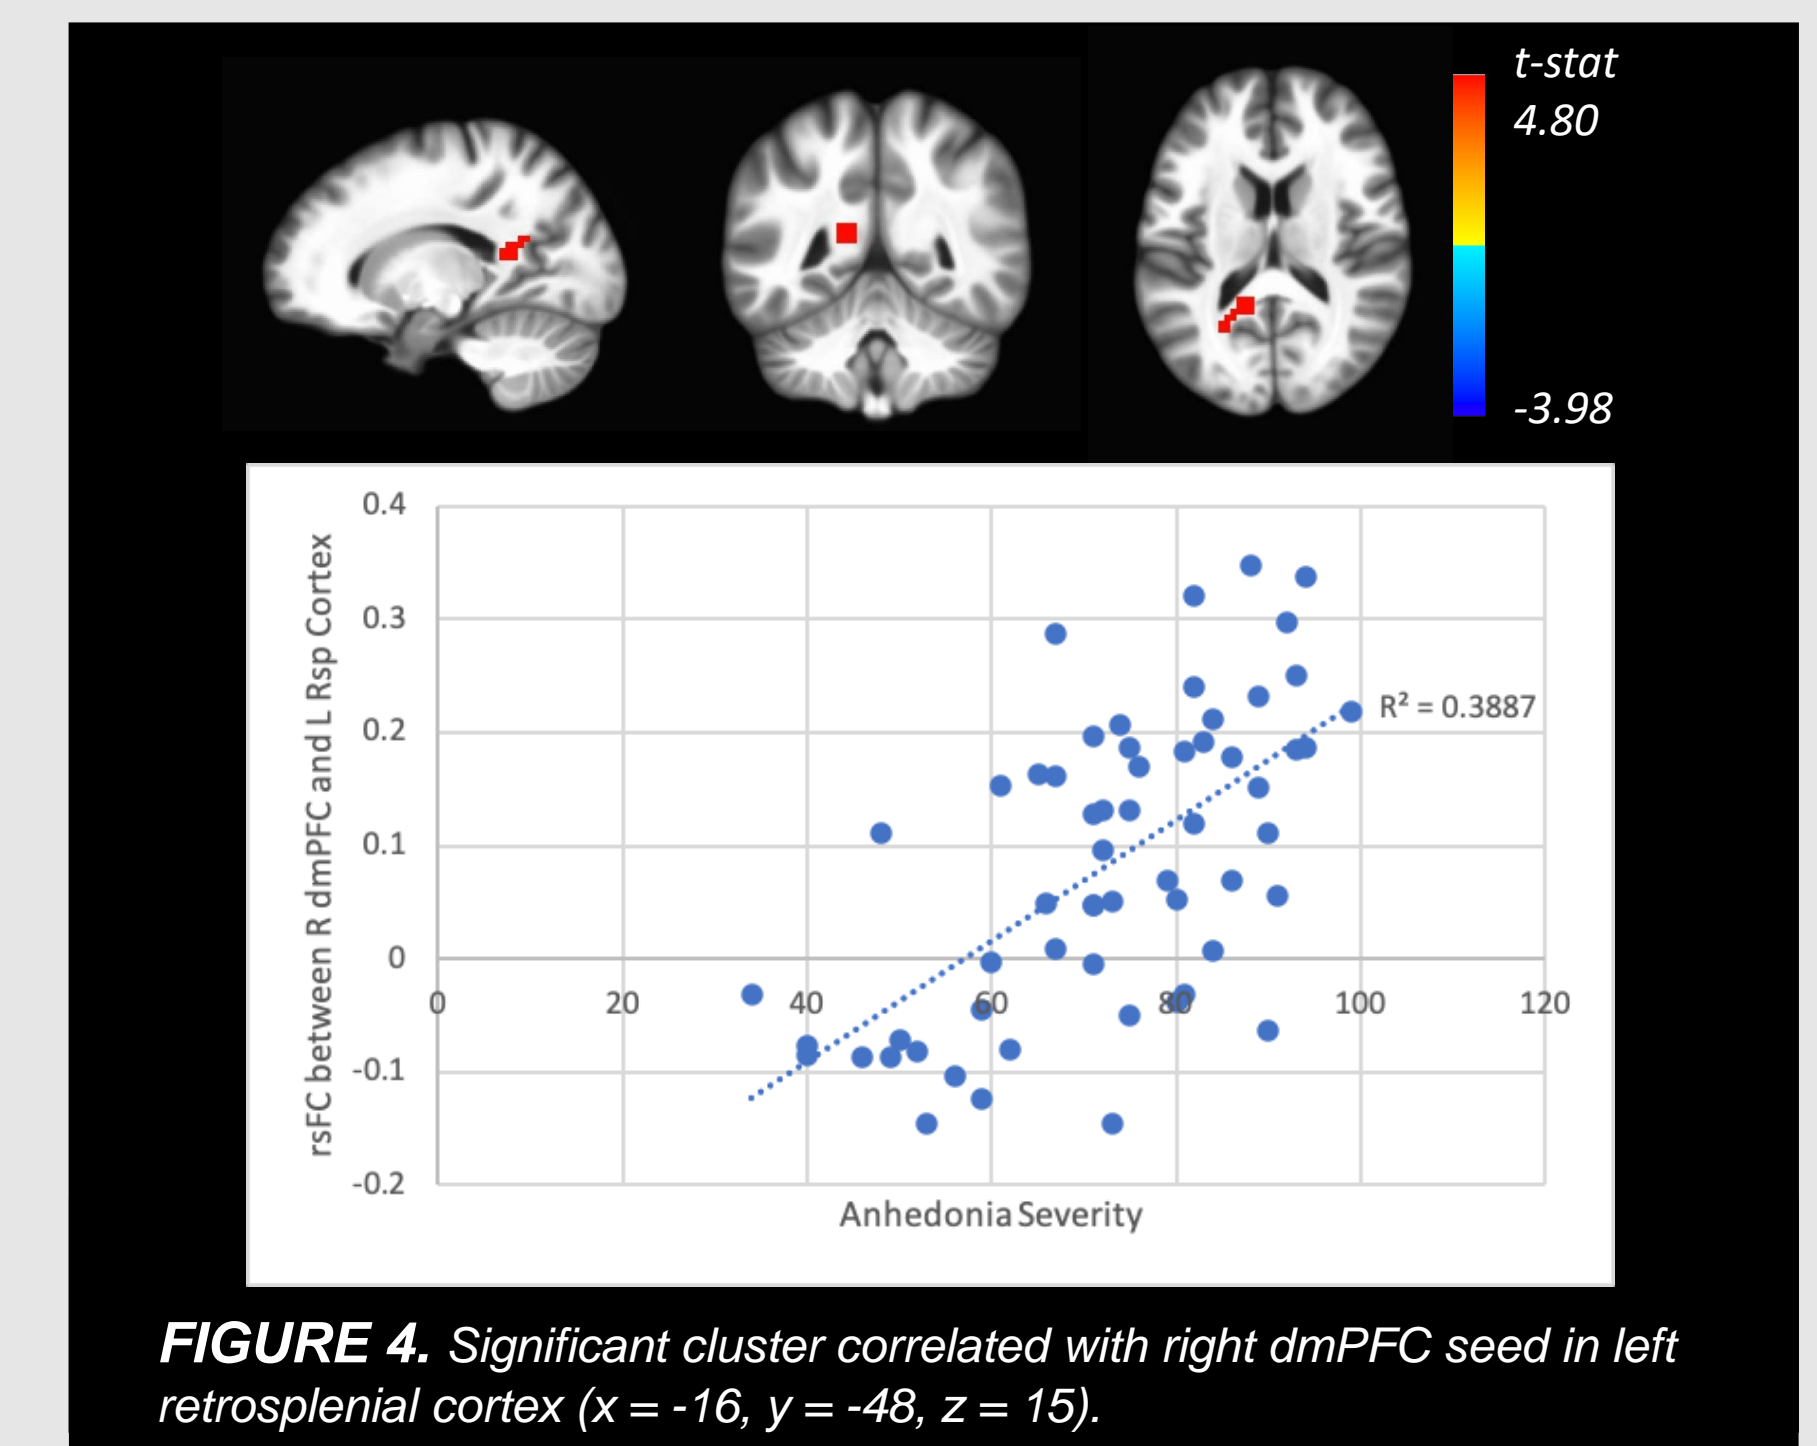 t-stat
4.80
-3.98
0.4
0.3
0.2
0.1
0
-0.1
-0.2
rsFC between R dmPFC and L Rsp Cortex
R² = 0.3887
0 20 40 60 80 100 120
Anhedonia Severity
FIGURE 4. Significant cluster correlated with right dmPFC seed in left
retrosplenial cortex (x = -16, y = -48, z = 15).